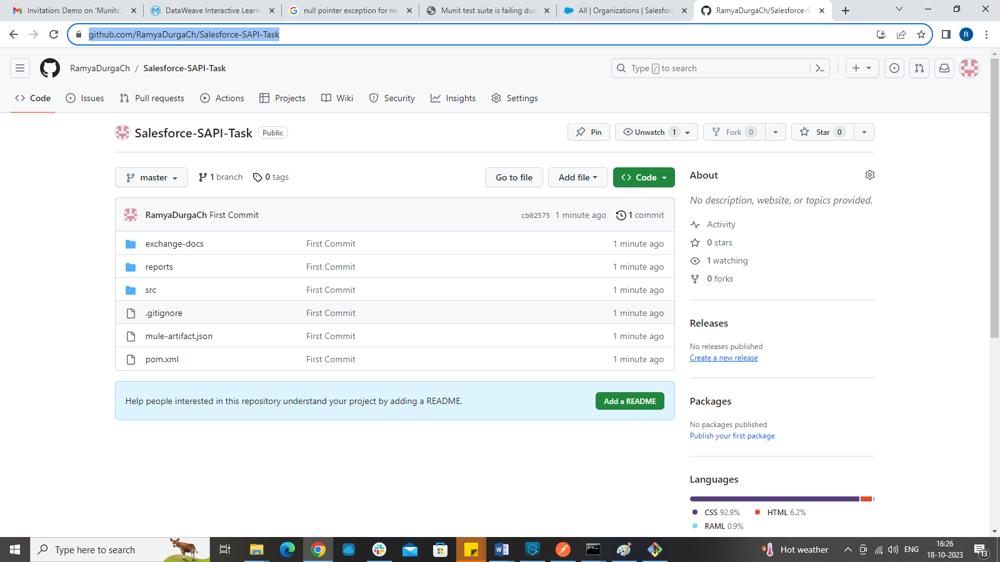 Invitation: Demo on 'Munits'
DataWeave Interactive Learni
null pointer exception for ne
Munit test suite is failing due
All | Organizations | Salesforc
RamyaDurgaCh/Salesforce-S
github.com/RamyaDurgaCh/Salesforce-SAPI-Task
R
RamyaDurgaCh / Salesforce-SAPI-Task
Type / to search
Code
Issues
Pull requests
Actions
Projects
Wiki
Security
Insights
Settings
Salesforce-SAPI-Task
Public
Pin
Unwatch 1
Fork 0
Star 0
master
1 branch
0 tags
Go to file
Add file
Code
RamyaDurgaCh First Commit
cb02575 1 minute ago
1 commit
exchange-docs First Commit 1 minute ago
reports First Commit 1 minute ago
src First Commit 1 minute ago
.gitignore First Commit 1 minute ago
mule-artifact.json First Commit 1 minute ago
pom.xml First Commit 1 minute ago
Help people interested in this repository understand your project by adding a README.
Add a README
About
No description, website, or topics provided.
Activity
0 stars
1 watching
0 forks
Releases
No releases published
Create a new release
Packages
No packages published
Publish your first package
Languages
CSS 92.9%
HTML 6.2%
RAML 0.9%
Type here to search
Hot weather
ENG
16:26
18-10-2023
13